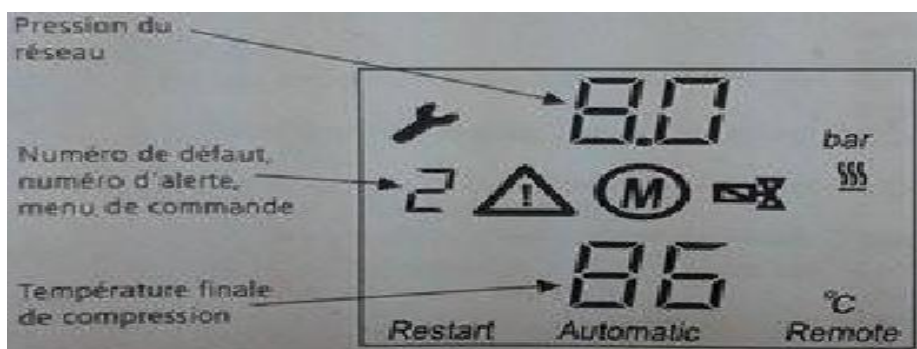 Pression du
réseau
8.0
bar
Numéro de défaut,
numéro d'alerte,
menu de commande
2 ! M
Température finale
de compression
86
°C
Restart Automatic Remote